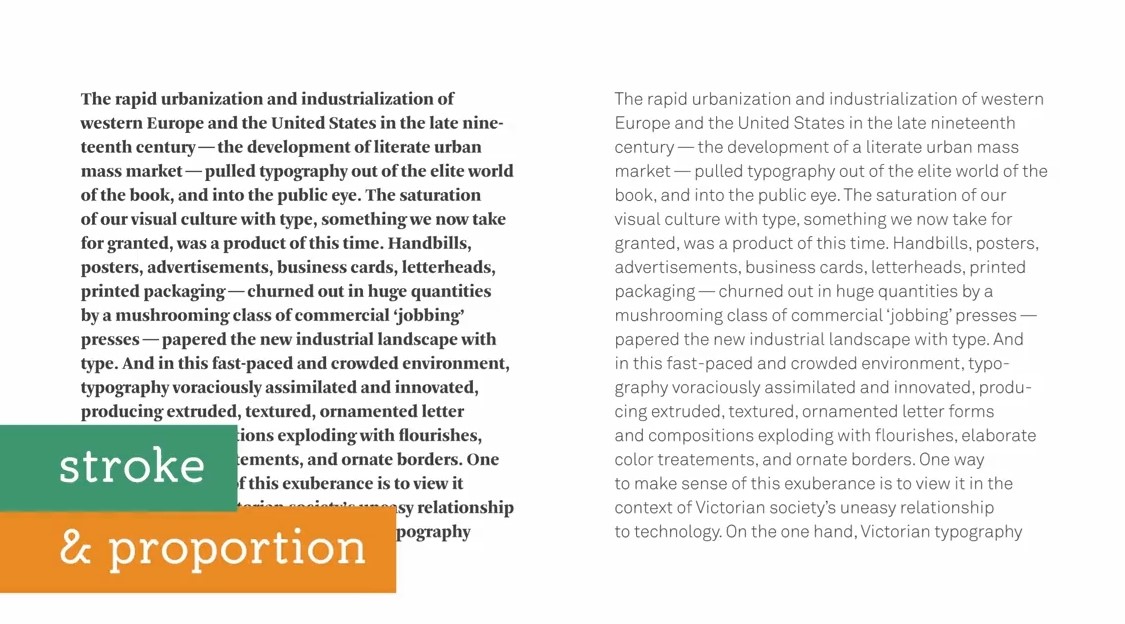 The rapid urbanization and industrialization of
western Europe and the United States in the late nine-
teenth century — the development of literate urban
mass market — pulled typography out of the elite world
of the book, and into the public eye. The saturation
of our visual culture with type, something we now take
for granted, was a product of this time. Handbills,
posters, advertisements, business cards, letterheads,
printed packaging — churned out in huge quantities
by a mushrooming class of commercial ‘jobbing’
presses — papered the new industrial landscape with
type. And in this fast-paced and crowded environment,
typography voraciously assimilated and innovated,
producing extruded, textured, ornamented letter
exploding with flourishes,
and ornate borders. One
of this exuberance is to view it
society’s uneasy relationship
The rapid urbanization and industrialization of western
Europe and the United States in the late nineteenth
century — the development of a literate urban mass
market — pulled typography out of the elite world of the
book, and into the public eye. The saturation of our
visual culture with type, something we now take for
granted, was a product of this time. Handbills, posters,
advertisements, business cards, letterheads, printed
packaging — churned out in huge quantities by a
mushrooming class of commercial ‘jobbing’ presses —
papered the new industrial landscape with type. And
in this fast-paced and crowded environment, typo-
graphy voraciously assimilated and innovated, produ-
cing extruded, textured, ornamented letter forms
and compositions exploding with flourishes, elaborate
color treatements, and ornate borders. One way
to make sense of this exuberance is to view it in the
context of Victorian society’s uneasy relationship
to technology. On the one hand, Victorian typography
stroke
& proportion